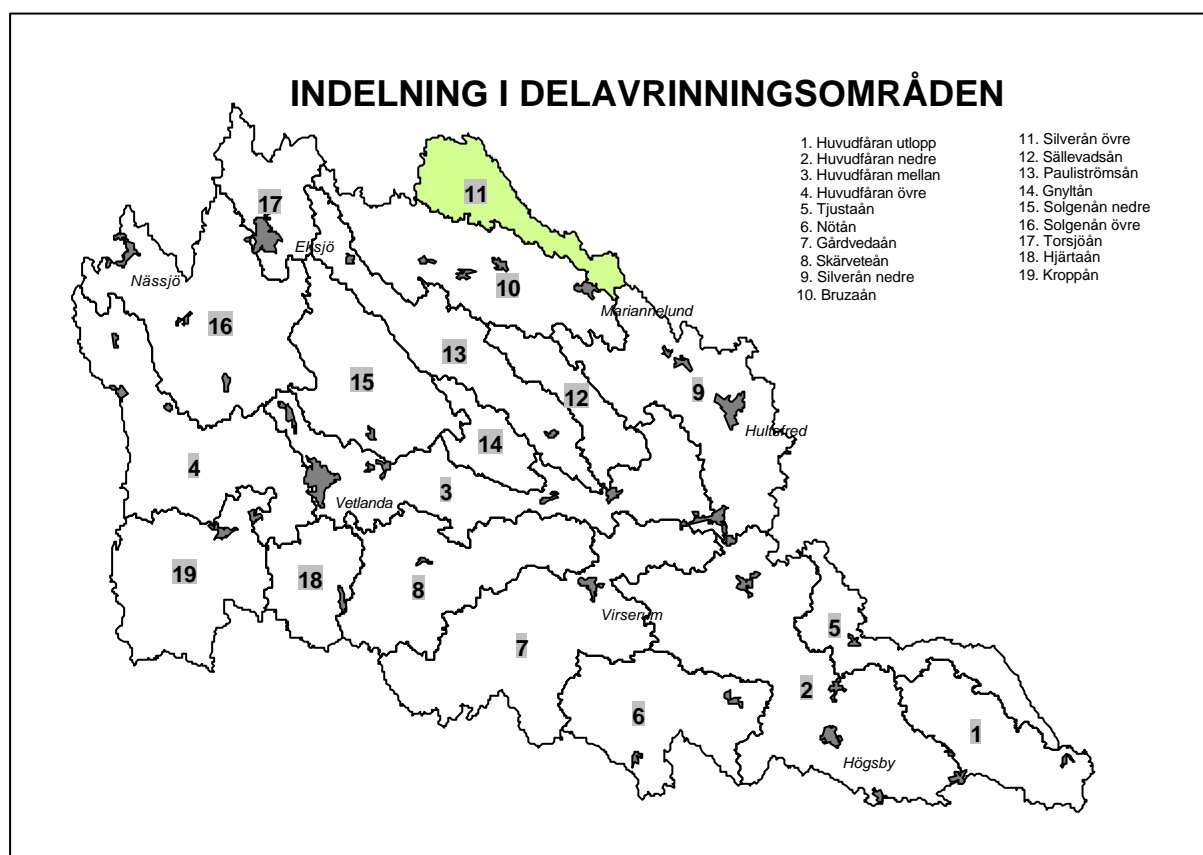 INDELNING I DELAVRINNINGSOMRÅDEN
1. Huvudfåran utlopp
2. Huvudfåran nedre
3. Huvudfåran mellan
4. Huvudfåran övre
5. Tjustaån
6. Nötån
7. Gårdvedaån
8. Skärveteån
9. Silverån nedre
10. Bruzaån
11. Silverån övre
12. Sällevadsån
13. Pauliströmsån
14. Gnyltån
15. Solgenån nedre
16. Solgenån övre
17. Torsjöån
18. Hjärtaån
19. Kroppån
11
17
Eksjö
Nässjö
10
Mariannelund
16
13
15
12
9
Hultsfred
14
4
3
Vetlanda
19
18
8
Virserum
5
7
2
6
1
Högsby